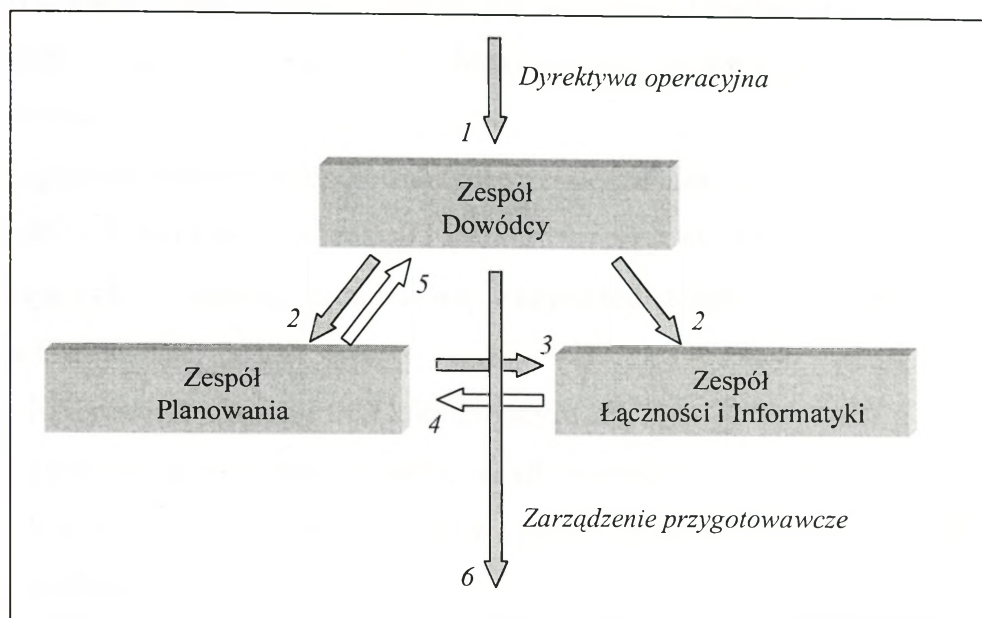 Dyrektywa operacyjna
1
Zespół
Dowódcy
2
5
2
Zespół
Planowania
3
4
Zespół
Łączności i Informatyki
Zarządzenie przygotowawcze
6